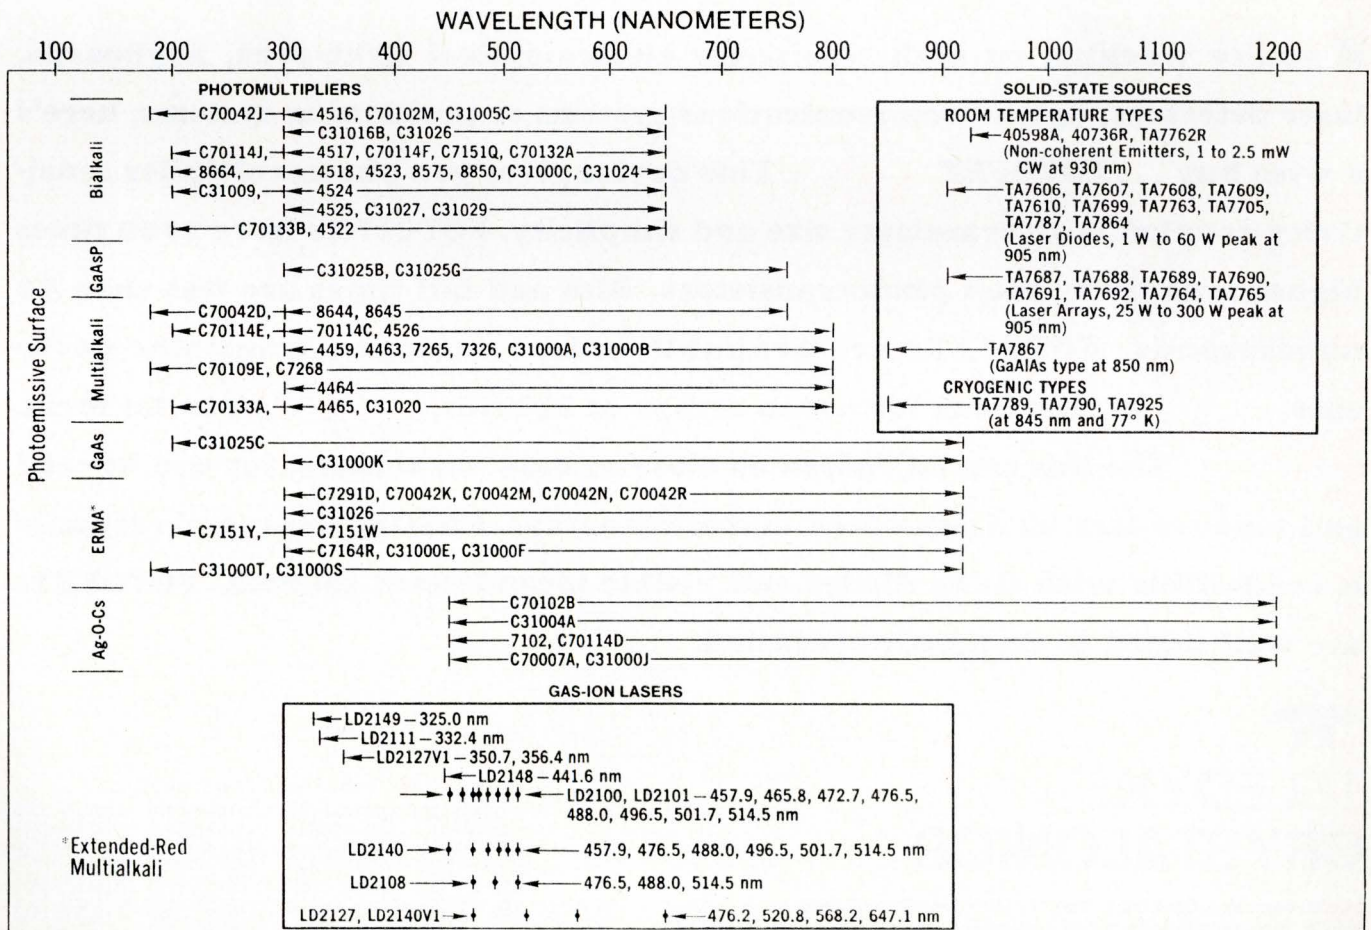 WAVELENGTH (NANOMETERS)
100 200 300 400 500 600 700 800 900 1000 1100 1200
PHOTOMULTIPLIERS
Photoemissive Surface
Bialkali
C70042J 4516, C70102M, C31005C
C31016B, C31026
C70114J, 4517, C70114F, C7151Q, C70132A
8664, 4518, 4523, 8575, 8850, C31000C, C31024
C31009, 4524
4525, C31027, C31029
C70133B, 4522
GaAsP
C31025B, C31025G
Multialkali
C70042D, 8644, 8645
C70114E, 70114C, 4526
4459, 4463, 7265, 7326, C31000A, C31000B
C70109E, C7268
4464
C70133A, 4465, C31020
GaAs
C31025C
C31000K
ERMA*
C7291D, C70042K, C70042M, C70042N, C70042R
C31026
C7151Y, C7151W
C7164R, C31000E, C31000F
C31000T, C31000S
Ag-O-Cs
C70102B
C31004A
7102, C70114D
C70007A, C31000J
SOLID-STATE SOURCES
ROOM TEMPERATURE TYPES
40598A, 40736R, TA7762R
(Non-coherent Emitters, 1 to 2.5 mW
CW at 930 nm)
TA7606, TA7607, TA7608, TA7609,
TA7610, TA7699, TA7763, TA7705,
TA7787, TA7864
(Laser Diodes, 1 W to 60 W peak at
905 nm)
TA7687, TA7688, TA7689, TA7690,
TA7691, TA7692, TA7764, TA7765
(Laser Arrays, 25 W to 300 W peak at
905 nm)
TA7867
(GaAlAs type at 850 nm)
CRYOGENIC TYPES
TA7789, TA7790, TA7925
(at 845 nm and 77° K)
GAS-ION LASERS
LD2149 – 325.0 nm
LD2111 – 332.4 nm
LD2127V1 – 350.7, 356.4 nm
LD2148 – 441.6 nm
LD2100, LD2101 – 457.9, 465.8, 472.7, 476.5,
488.0, 496.5, 501.7, 514.5 nm
LD2140 457.9, 476.5, 488.0, 496.5, 501.7, 514.5 nm
LD2108 476.5, 488.0, 514.5 nm
LD2127, LD2140V1 476.2, 520.8, 568.2, 647.1 nm
*Extended-Red
Multialkali